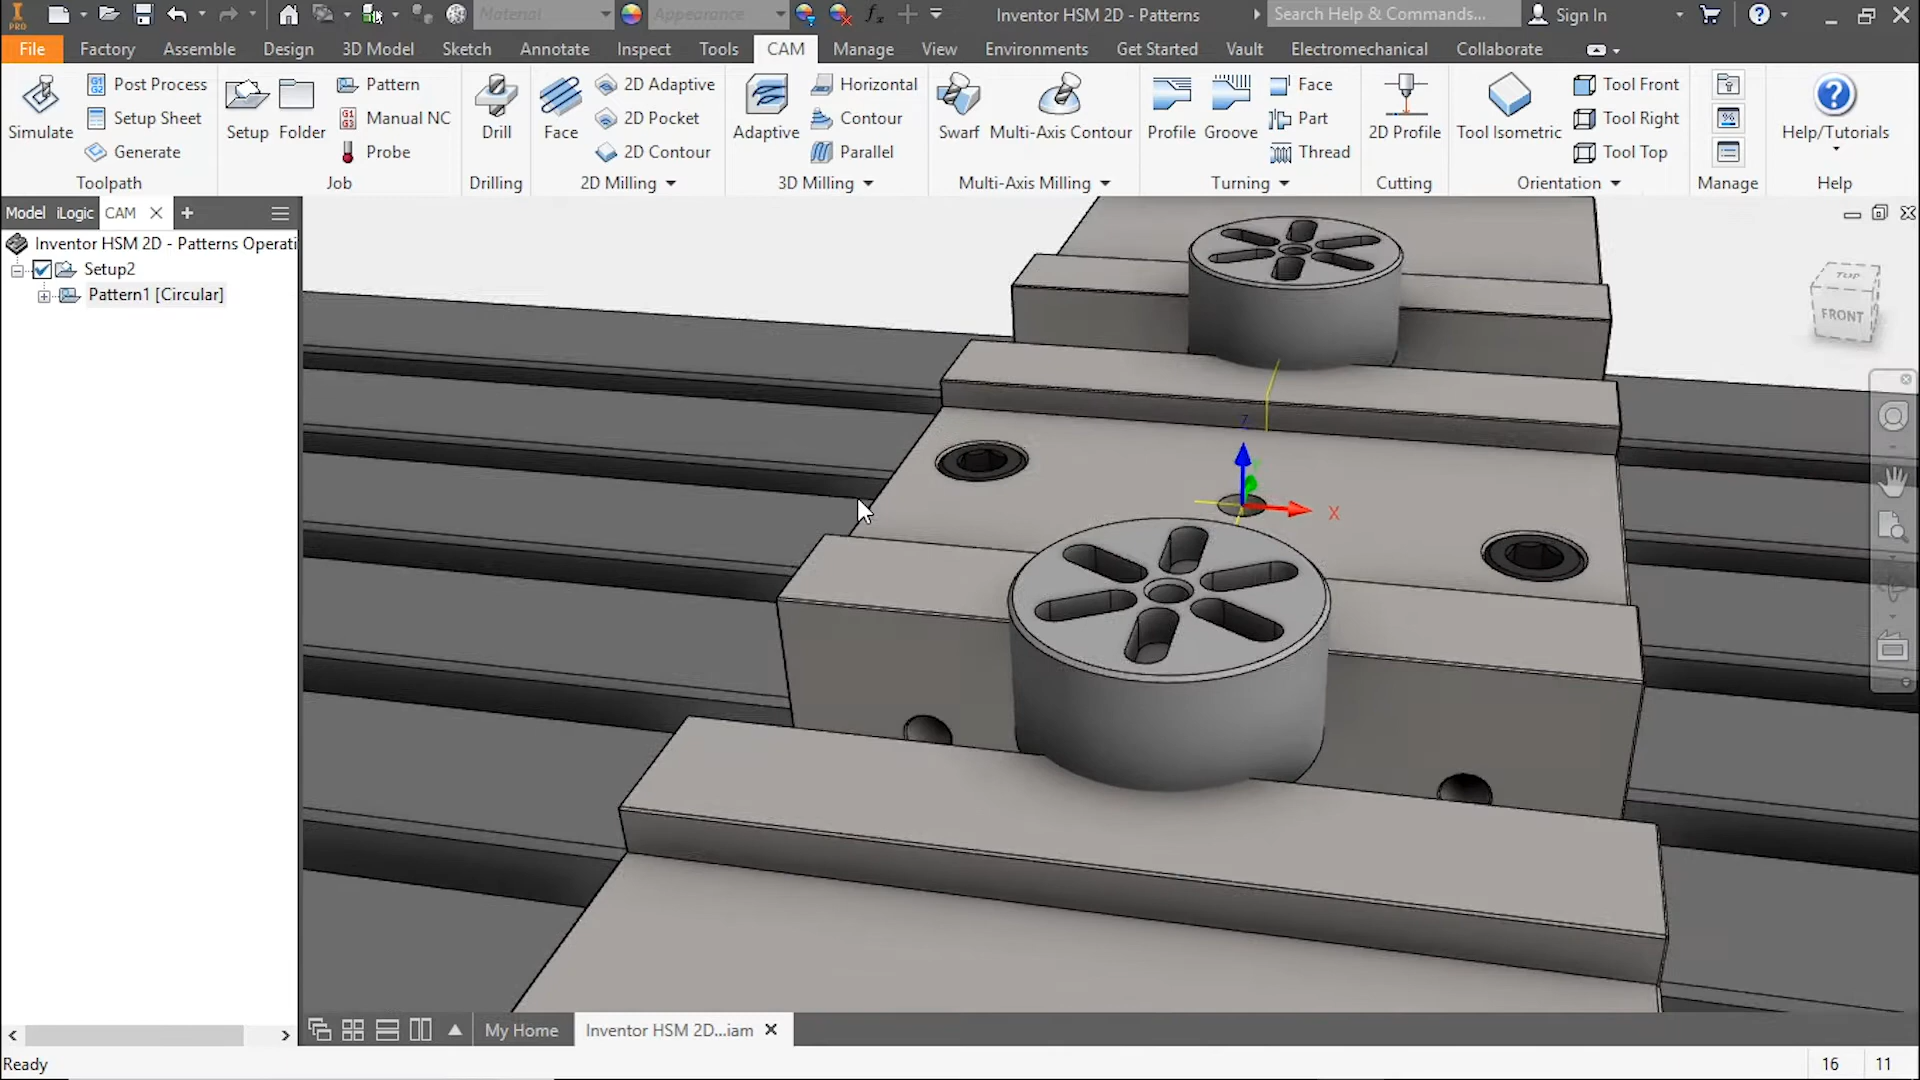 PRO
Material
Appearance
Inventor HSM 2D - Patterns
Search Help & Commands...
Sign In
File
Factory
Assemble
Design
3D Model
Sketch
Annotate
Inspect
Tools
CAM
Manage
View
Environments
Get Started
Vault
Electromechanical
Collaborate
Simulate
Post Process
Setup Sheet
Generate
Toolpath
Setup
Folder
Pattern
Manual NC
Probe
Job
Drill
Drilling
Face
2D Adaptive
2D Pocket
2D Contour
2D Milling
Adaptive
Horizontal
Contour
Parallel
3D Milling
Swarf
Multi-Axis Contour
Multi-Axis Milling
Profile
Groove
Face
Part
Thread
Turning
2D Profile
Cutting
Tool Isometric
Tool Front
Tool Right
Tool Top
Orientation
Manage
Help/Tutorials
Help
Model
iLogic
CAM
Inventor HSM 2D - Patterns Operati
Setup2
Pattern1 [Circular]
TOP
FRONT
Z
X
My Home
Inventor HSM 2D...iam
Ready
16
11